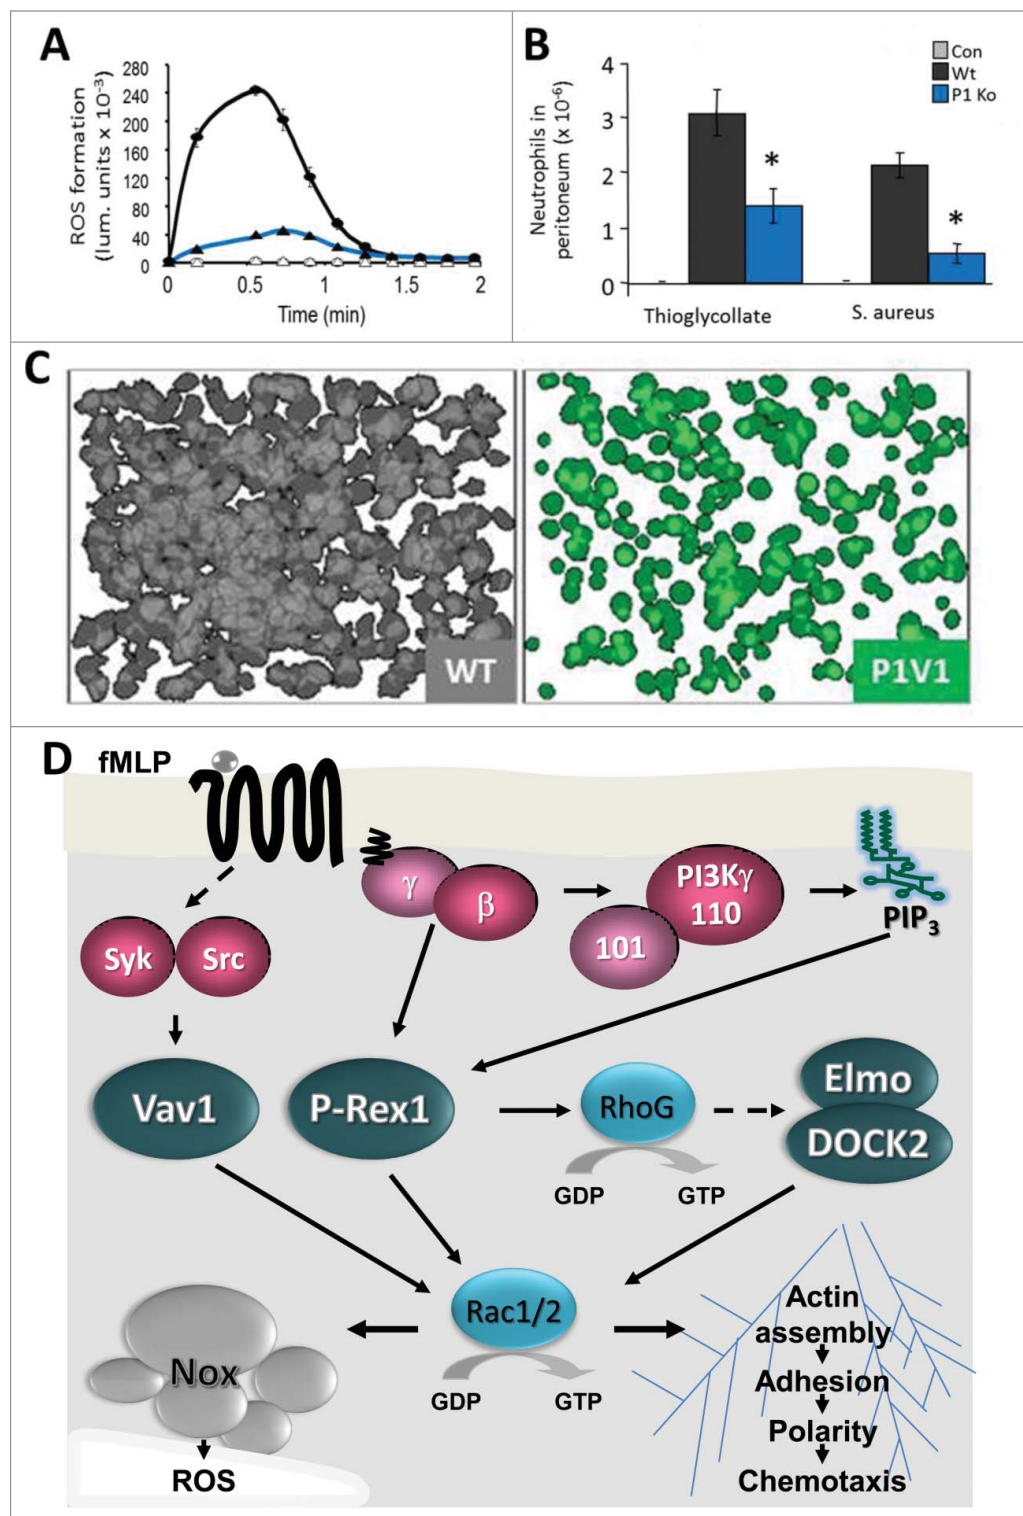 A
ROS formation
(lum. units x 10-3)
280
240
200
160
120
80
40
0
0
0.5
1
1.5
2
Time (min)
B
Neutrophils in
peritoneum (x 10-6)
4
3
2
1
0
Con
Wt
P1 Ko
*
*
Thioglycollate
S. aureus
C
WT
P1V1
D
fMLP
γ
β
PI3Kγ
110
101
PIP3
Syk
Src
Vav1
P-Rex1
RhoG
Elmo
DOCK2
GDP
GTP
Rac1/2
GDP
GTP
Nox
ROS
Actin
assembly
Adhesion
Polarity
Chemotaxis